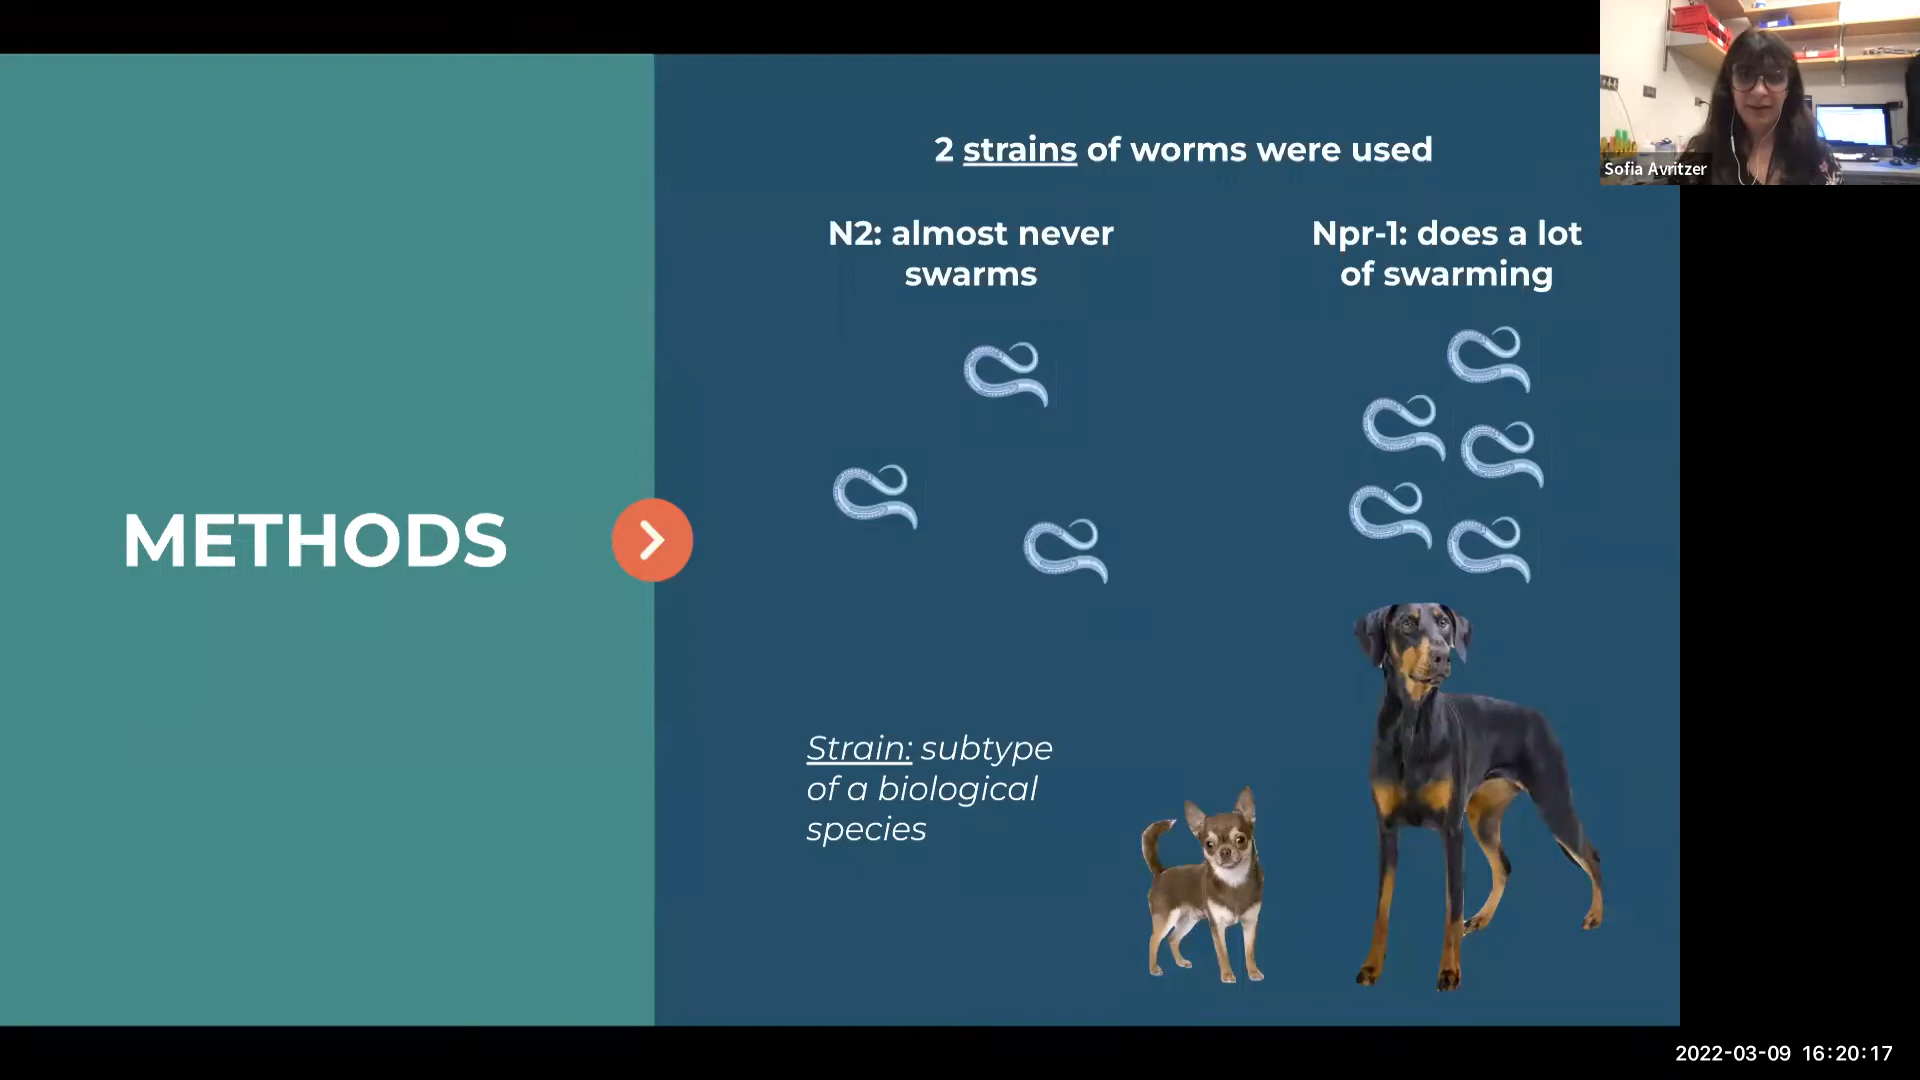 2 strains of worms were used
Sofia Avritzer
N2: almost never
swarms
Npr-1: does a lot
of swarming
METHODS
Strain: subtype
of a biological
species
2022-03-09 16:20:17